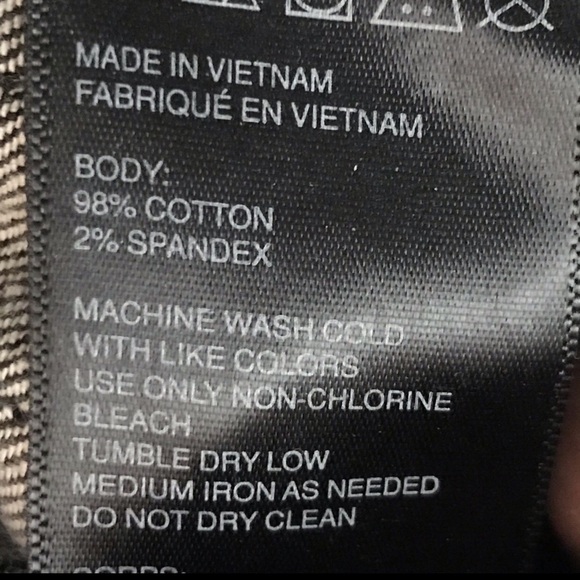 MADE IN VIETNAM
FABRIQUÉ EN VIETNAM
BODY:
98% COTTON
2% SPANDEX
MACHINE WASH COLD
WITH LIKE COLORS
USE ONLY NON-CHLORINE
BLEACH
TUMBLE DRY LOW
MEDIUM IRON AS NEEDED
DO NOT DRY CLEAN
CORPS: